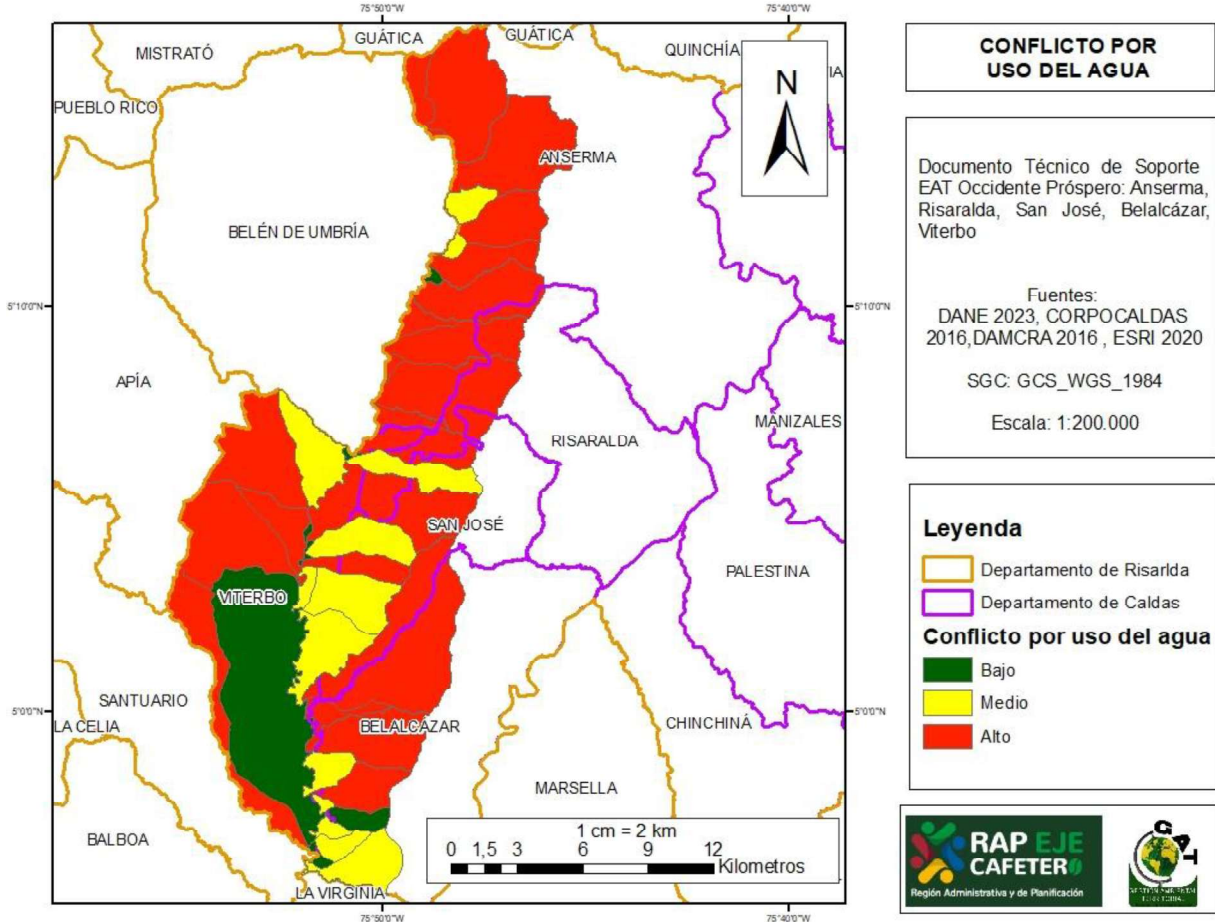 75°50'0"W
75°40'0"W
GUÁTICA
GUÁTICA
MISTRATÓ
QUINCHÍA
IA
PUEBLO RICO
N
ANSERMA
BELÉN DE UMBRÍA
5°10'0"N
5°10'0"N
APÍA
MANIZALES
RISARALDA
SAN JOSÉ
PALESTINA
VITERBO
SANTUARIO
5°0'0"N
5°0'0"N
LA CELIA
BELALCÁZAR
CHINCHINÁ
MARSELLA
BALBOA
1 cm = 2 km
0 1,5 3 6 9 12
Kilometros
LA VIRGINIA
75°50'0"W
75°40'0"W
CONFLICTO POR
USO DEL AGUA
Documento Técnico de Soporte
EAT Occidente Próspero: Anserma,
Risaralda, San José, Belalcázar,
Viterbo
Fuentes:
DANE 2023, CORPOCALDAS
2016,DAMCRA 2016 , ESRI 2020
SGC: GCS_WGS_1984
Escala: 1:200.000
Leyenda
Departamento de Risarlda
Departamento de Caldas
Conflicto por uso del agua
Bajo
Medio
Alto
RAP EJE
CAFETERO
Región Administrativa y de Planificación
GAT
GESTIÓN AMBIENTAL
TERRITORIAL